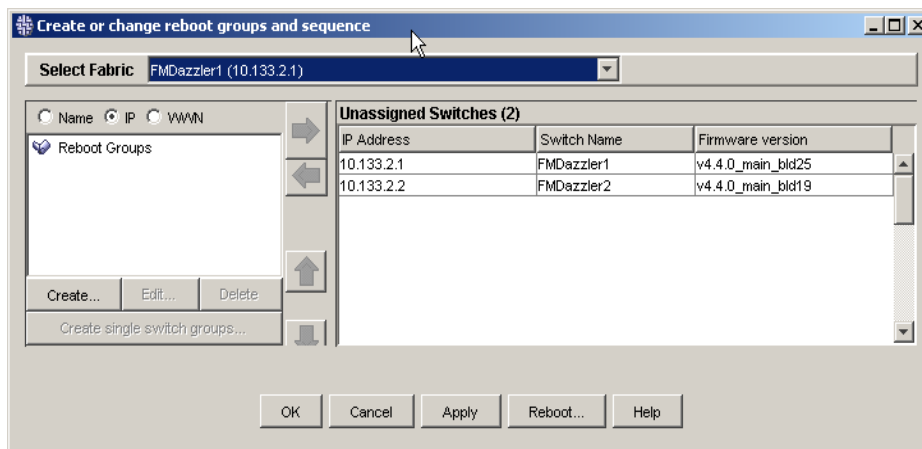 Create or change reboot groups and sequence
Select Fabric FMDazzler1 (10.133.2.1)
Name IP WWN
Reboot Groups
Create... Edit... Delete
Create single switch groups...
Unassigned Switches (2)
IP Address Switch Name Firmware version
10.133.2.1 FMDazzler1 v4.4.0_main_bld25
10.133.2.2 FMDazzler2 v4.4.0_main_bld19
OK Cancel Apply Reboot... Help